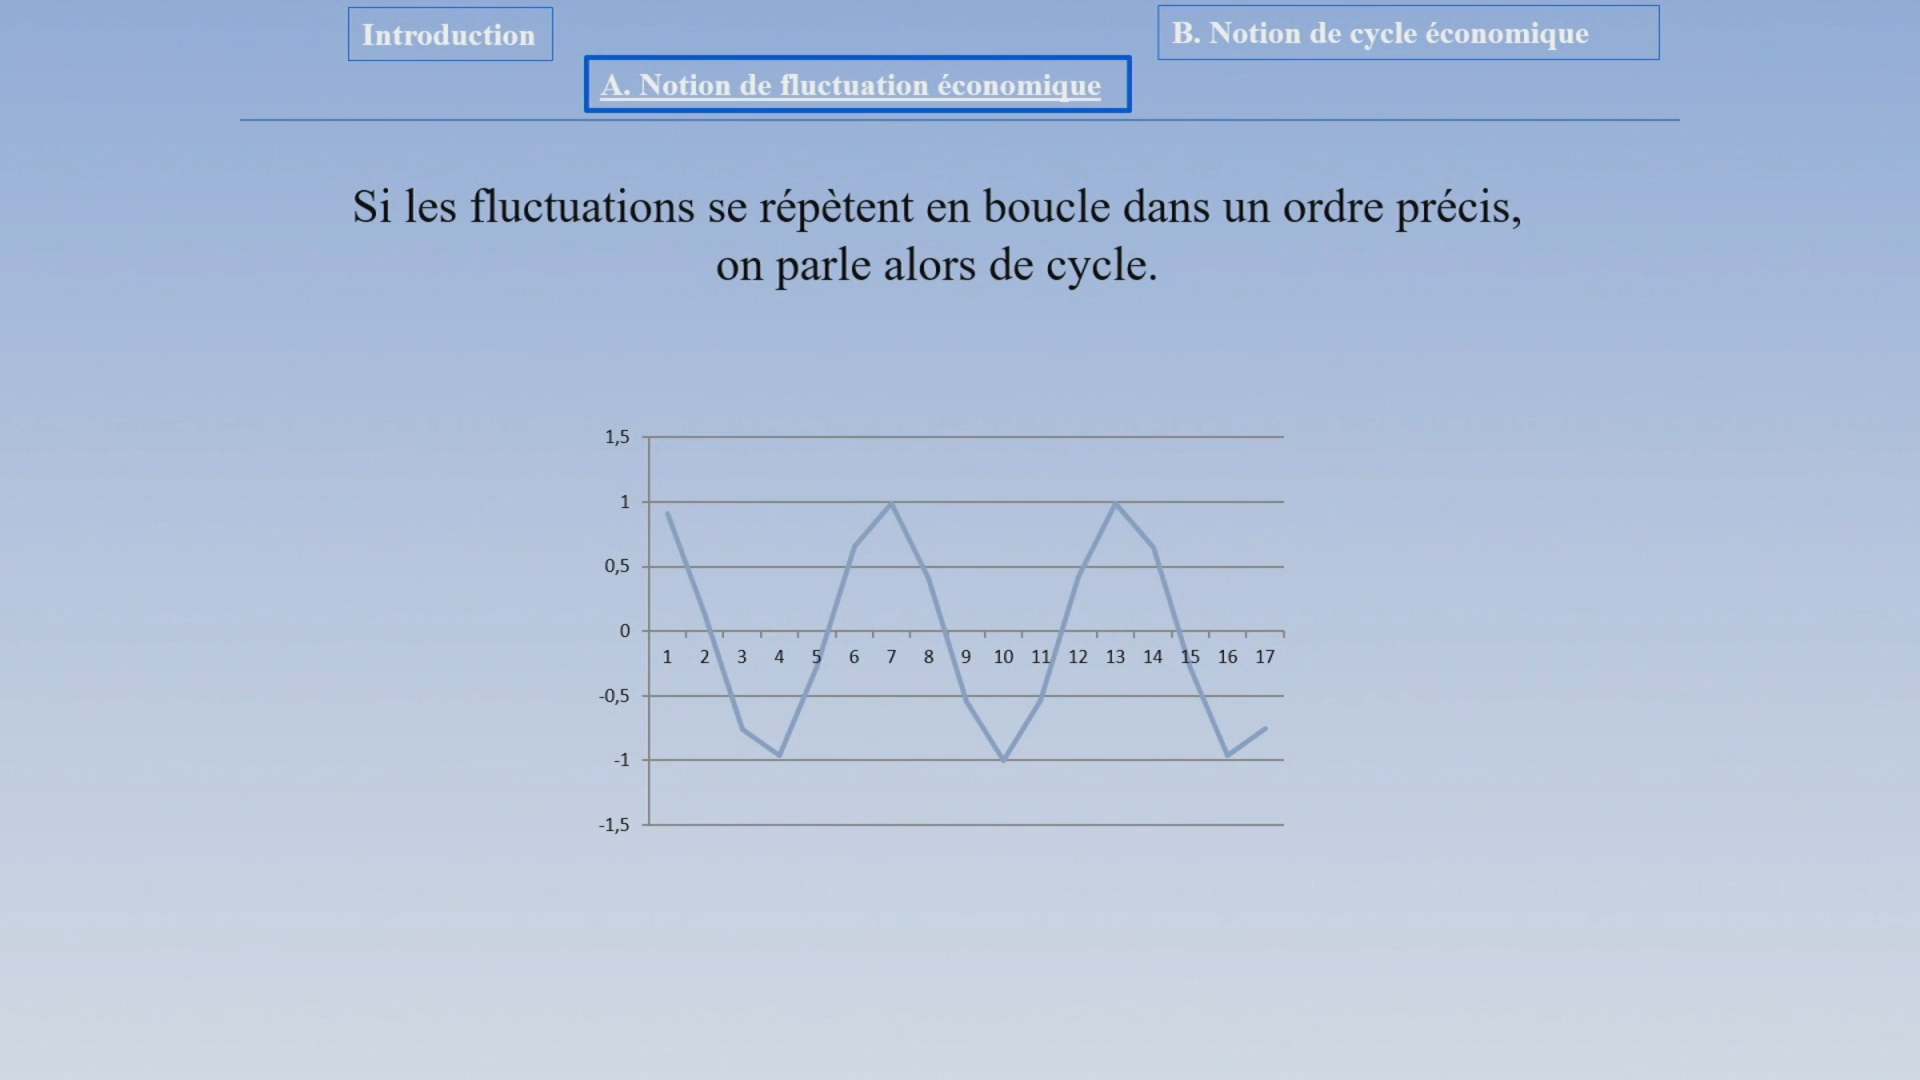 Introduction
B. Notion de cycle économique
A. Notion de fluctuation économique
Si les fluctuations se répètent en boucle dans un ordre précis,
on parle alors de cycle.
1,5
1
0,5
0
1 2 3 4 5 6 7 8 9 10 11 12 13 14 15 16 17
-0,5
-1
-1,5